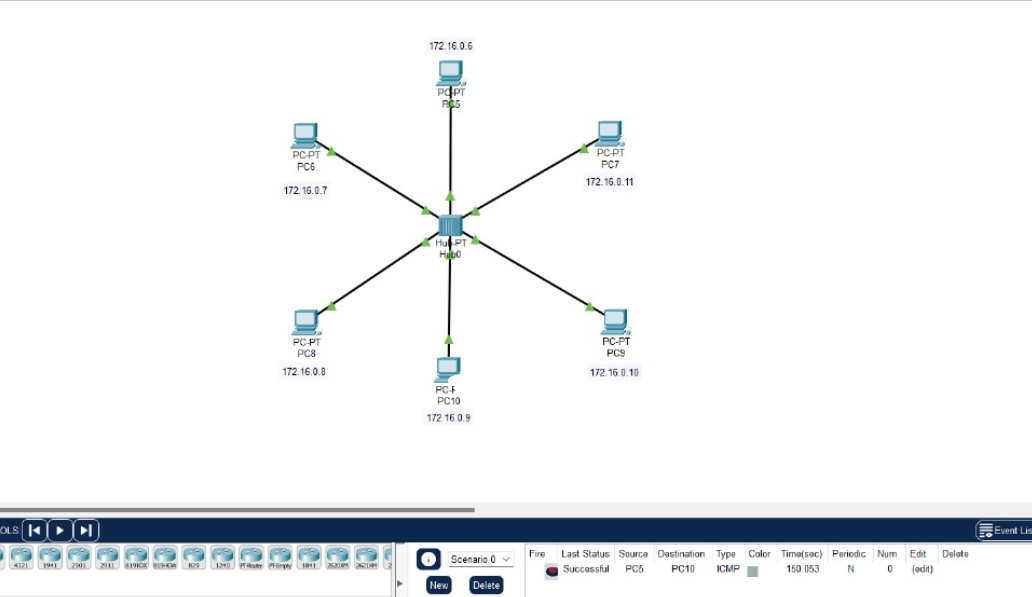 172.16.0.6
PC-PT
PC5
PC-PT
PC6
172.16.0.7
PC-PT
PC7
172.16.0.11
Hub-PT
Hub0
PC-PT
PC8
172.16.0.8
PC-PT
PC9
172.16.0.10
PC-F
PC10
172.16.0.9
OLS
Event Lis
4321 1941 2901 2911 819HGW 829 1240 PT-Router PT-Empty 1841 2620XM 2621XM
Scenario 0
New Delete
Fire Last Status Source Destination Type Color Time(sec) Periodic Num Edit Delete
Successful PC5 PC10 ICMP 150.053 N 0 (edit)